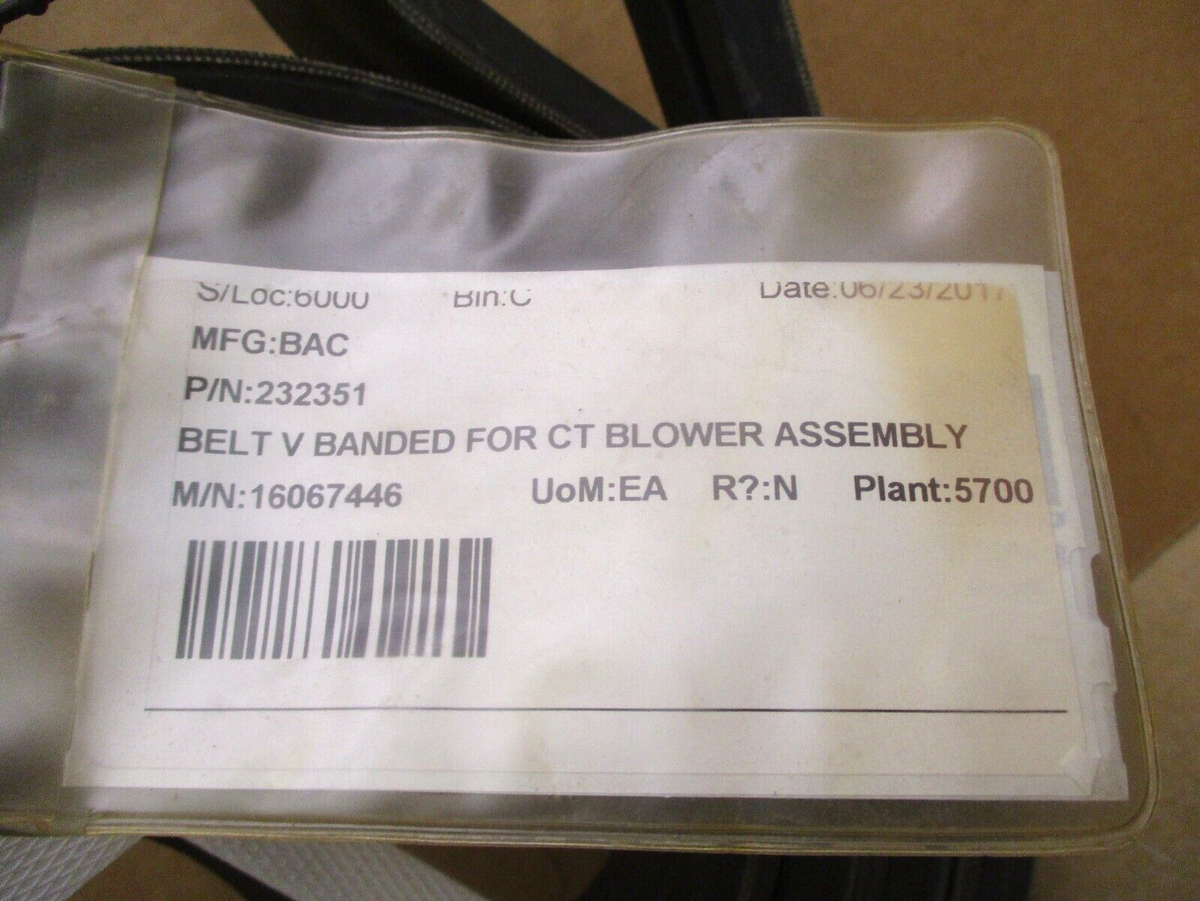 S/Loc:6000 Bin:C Date:06/23/2017
MFG:BAC
P/N:232351
BELT V BANDED FOR CT BLOWER ASSEMBLY
M/N:16067446 UoM:EA R?:N Plant:5700